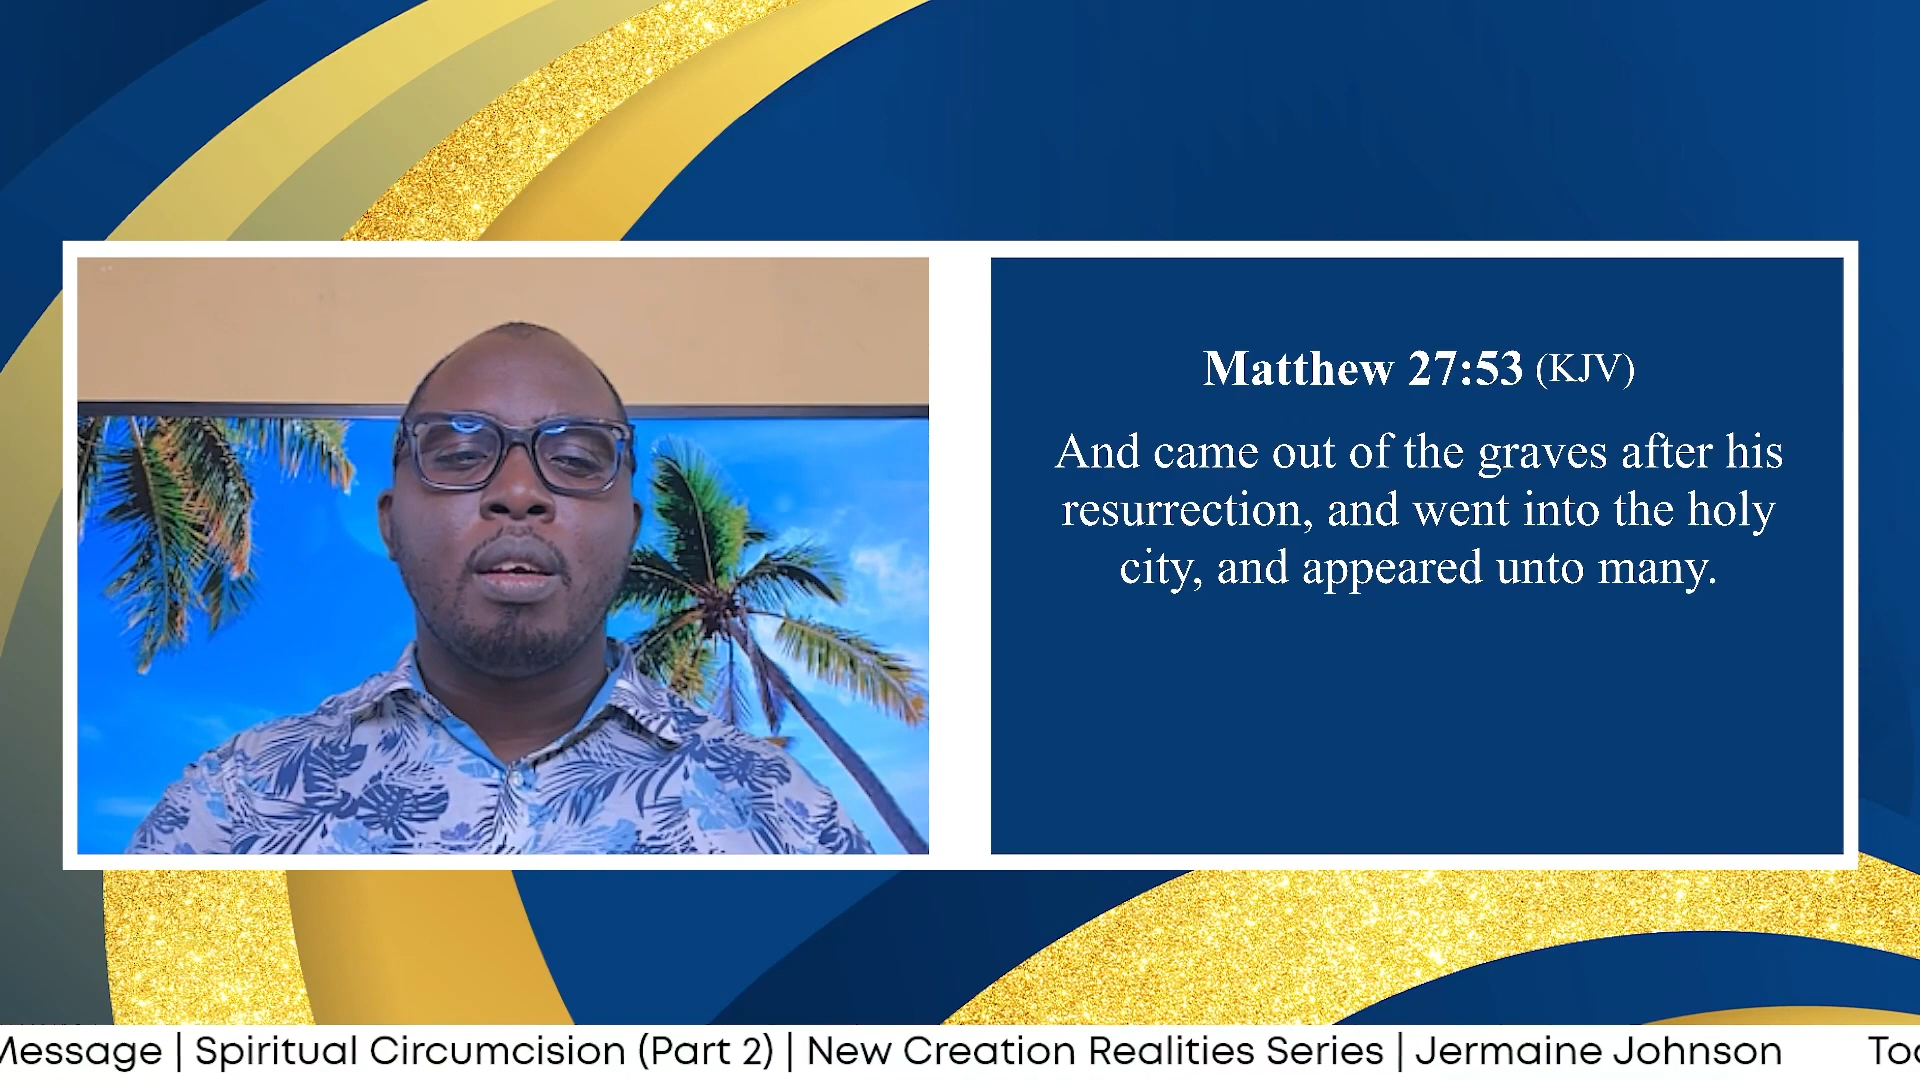 Matthew 27:53 (KJV)
And came out of the graves after his
resurrection, and went into the holy
city, and appeared unto many.
Message | Spiritual Circumcision (Part 2) | New Creation Realities Series | Jermaine Johnson